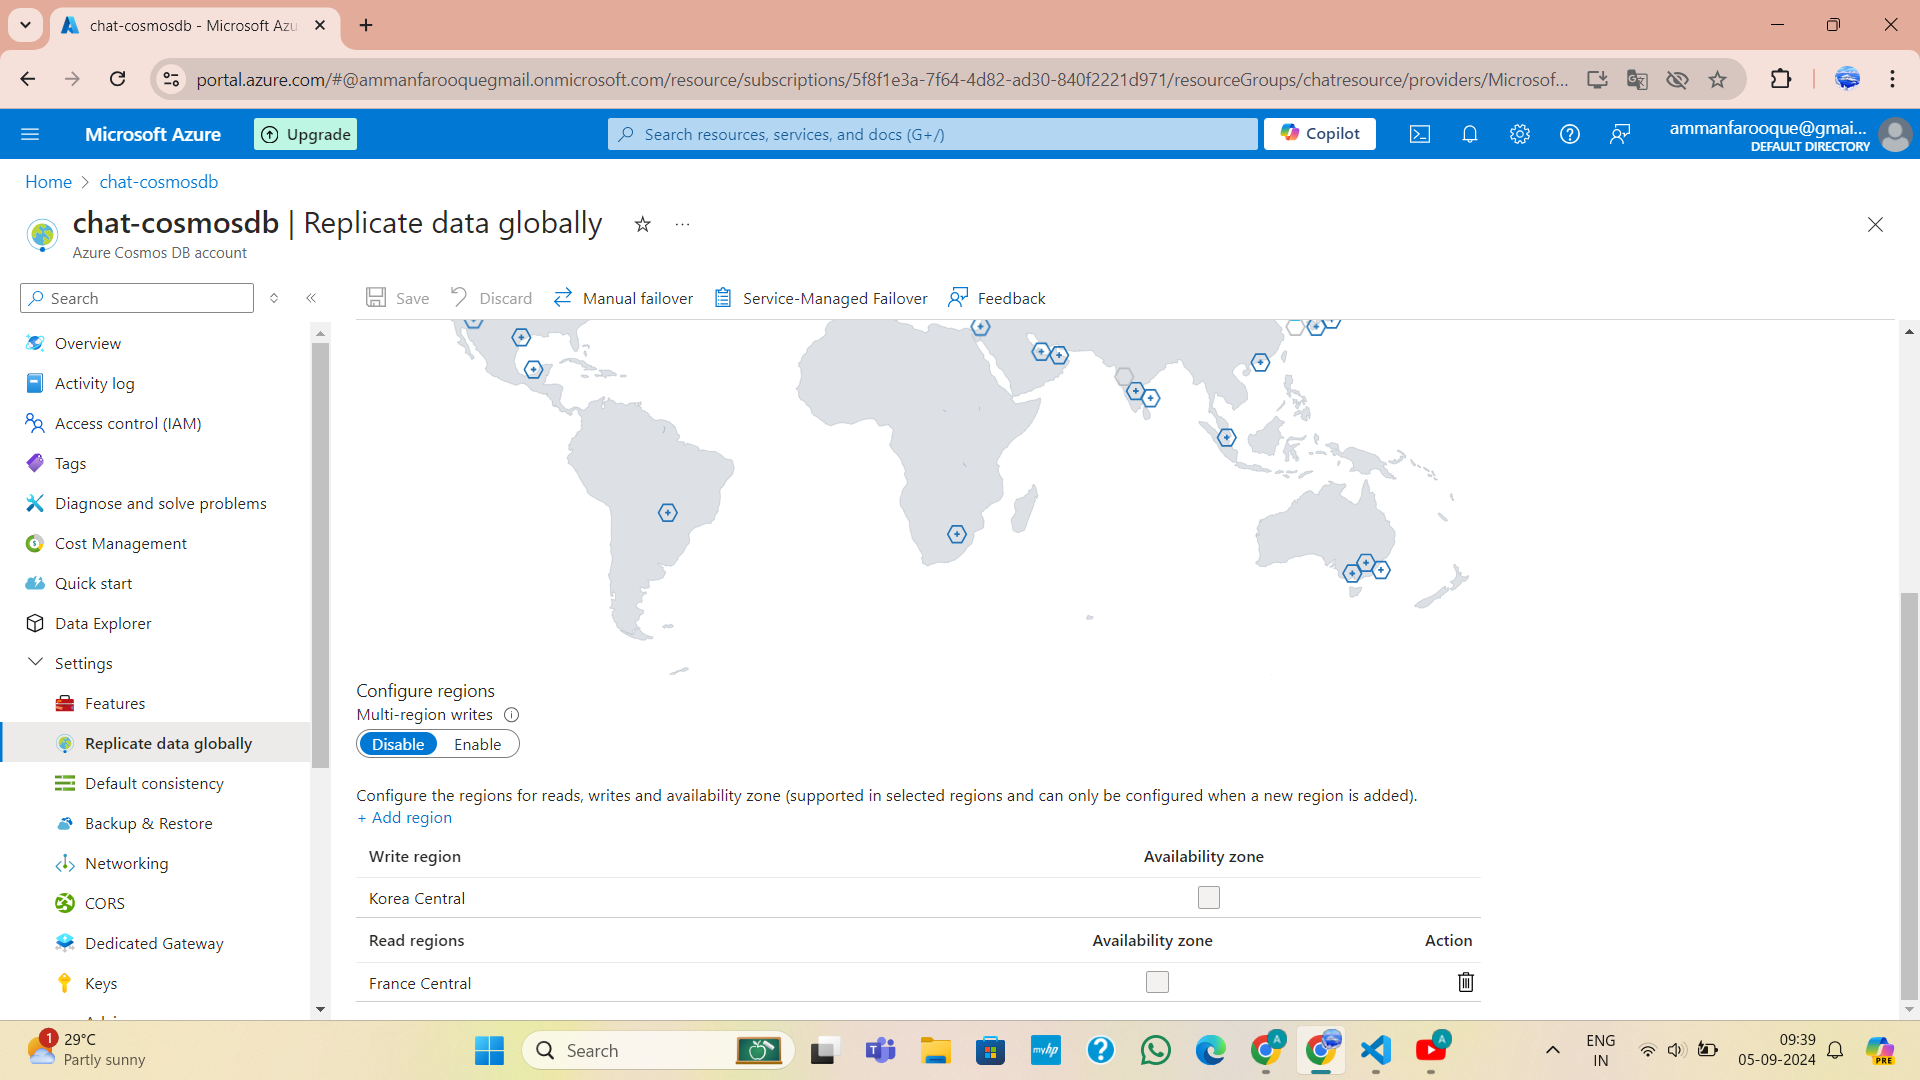 chat-cosmosdb - Microsoft Azu
portal.azure.com/#@ammanfarooquegmail.onmicrosoft.com/resource/subscriptions/5f8f1e3a-7f64-4d82-ad30-840f2221d971/resourceGroups/chatresource/providers/Microsof...
Microsoft Azure
Upgrade
Search resources, services, and docs (G+/)
Copilot
ammanfarooque@gmai...
DEFAULT DIRECTORY
Home > chat-cosmosdb
chat-cosmosdb | Replicate data globally
Azure Cosmos DB account
Search
Save
Discard
Manual failover
Service-Managed Failover
Feedback
Overview
Activity log
Access control (IAM)
Tags
Diagnose and solve problems
Cost Management
Quick start
Data Explorer
Settings
Features
Replicate data globally
Default consistency
Backup & Restore
Networking
CORS
Dedicated Gateway
Keys
Configure regions
Multi-region writes
Disable Enable
Configure the regions for reads, writes and availability zone (supported in selected regions and can only be configured when a new region is added).
+ Add region
Write region Availability zone
Korea Central
Read regions Availability zone Action
France Central
1
29°C
Partly sunny
Search
myhp
A
A
ENG
IN
09:39
05-09-2024
PRE